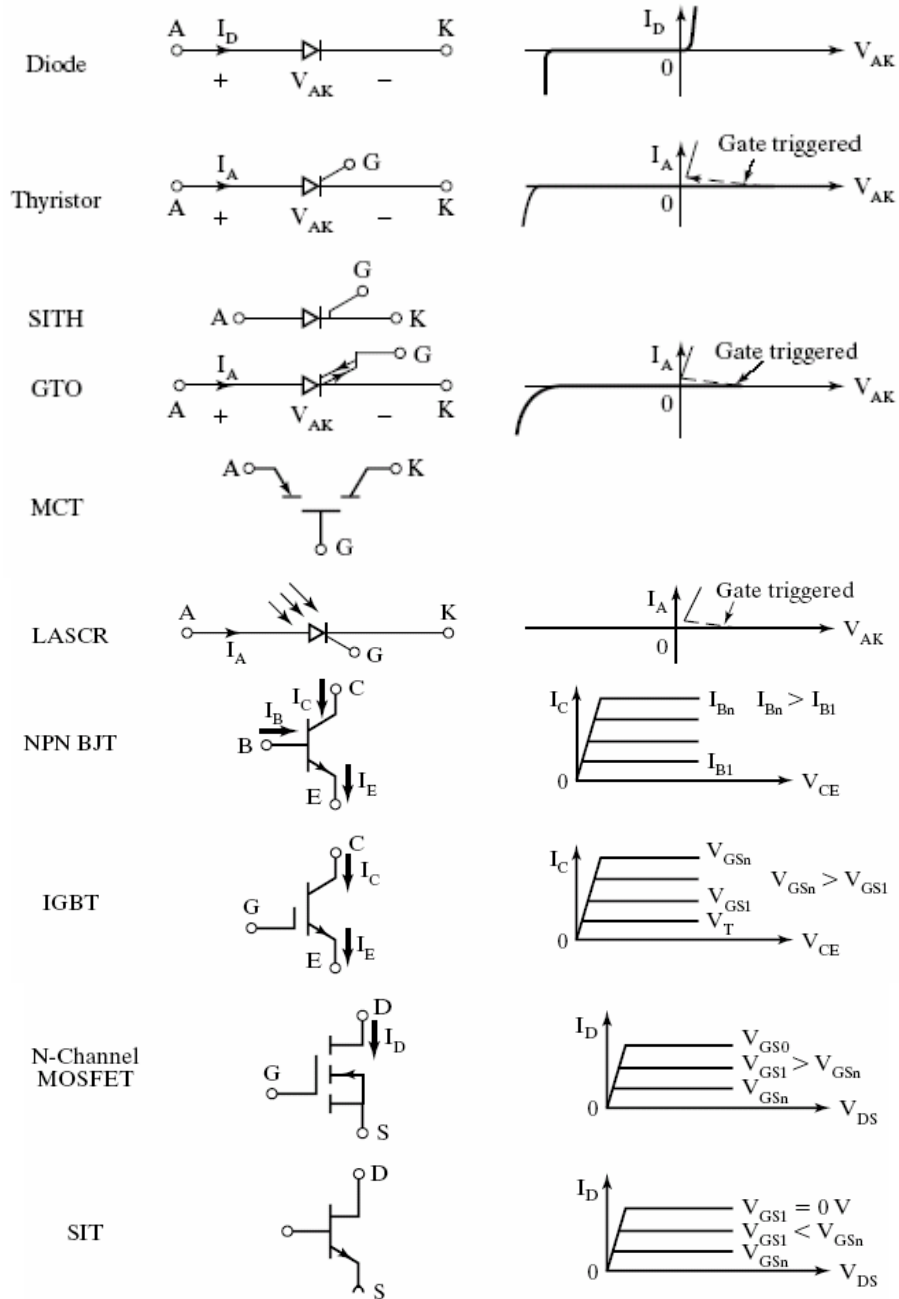 Diode
A I_D K
+ V_AK −
I_D
0
V_AK
Thyristor
I_A G
A K
+ V_AK −
I_A
Gate triggered
0
V_AK
SITH
G
A K
GTO
I_A G
A K
+ V_AK −
I_A
Gate triggered
0
V_AK
MCT
A K
G
LASCR
A K
I_A G
I_A
Gate triggered
0
V_AK
NPN BJT
I_C C
I_B
B
E I_E
I_C
I_Bn I_Bn > I_B1
I_B1
0
V_CE
IGBT
C
I_C
G
E I_E
I_C
V_GSn
V_GSn > V_GS1
V_GS1
V_T
0
V_CE
N-Channel
MOSFET
D
I_D
G
S
I_D
V_GS0
V_GS1 > V_GSn
V_GSn
0
V_DS
SIT
D
S
I_D
V_GS1 = 0 V
V_GS1 < V_GSn
V_GSn
0
V_DS